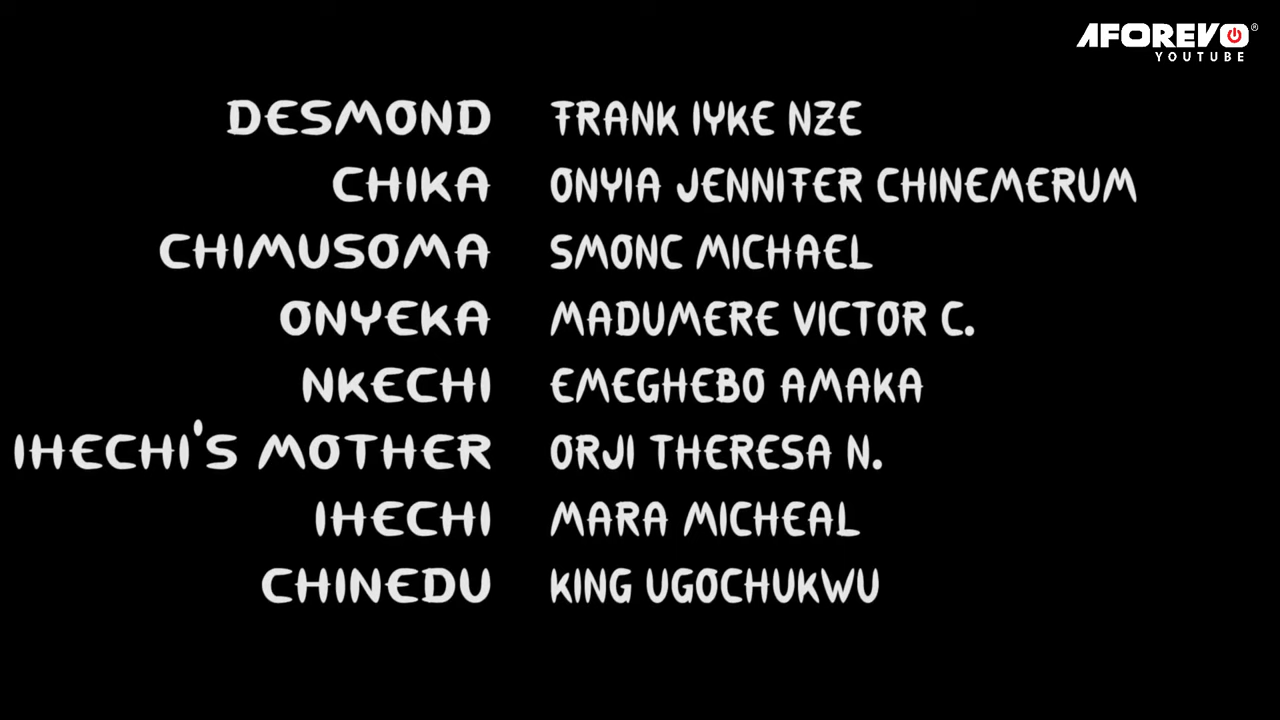 AFOREVO®
YOUTUBE
DESMOND FRANK IYKE NZE
CHIKA ONYIA JENNIFER CHINEMERUM
CHIMUSOMA SMONC MICHAEL
ONYEKA MADUMERE VICTOR C.
NKECHI EMEGHEBO AMAKA
IHECHI'S MOTHER ORJI THERESA N.
IHECHI MARA MICHEAL
CHINEDU KING UGOCHUKWU